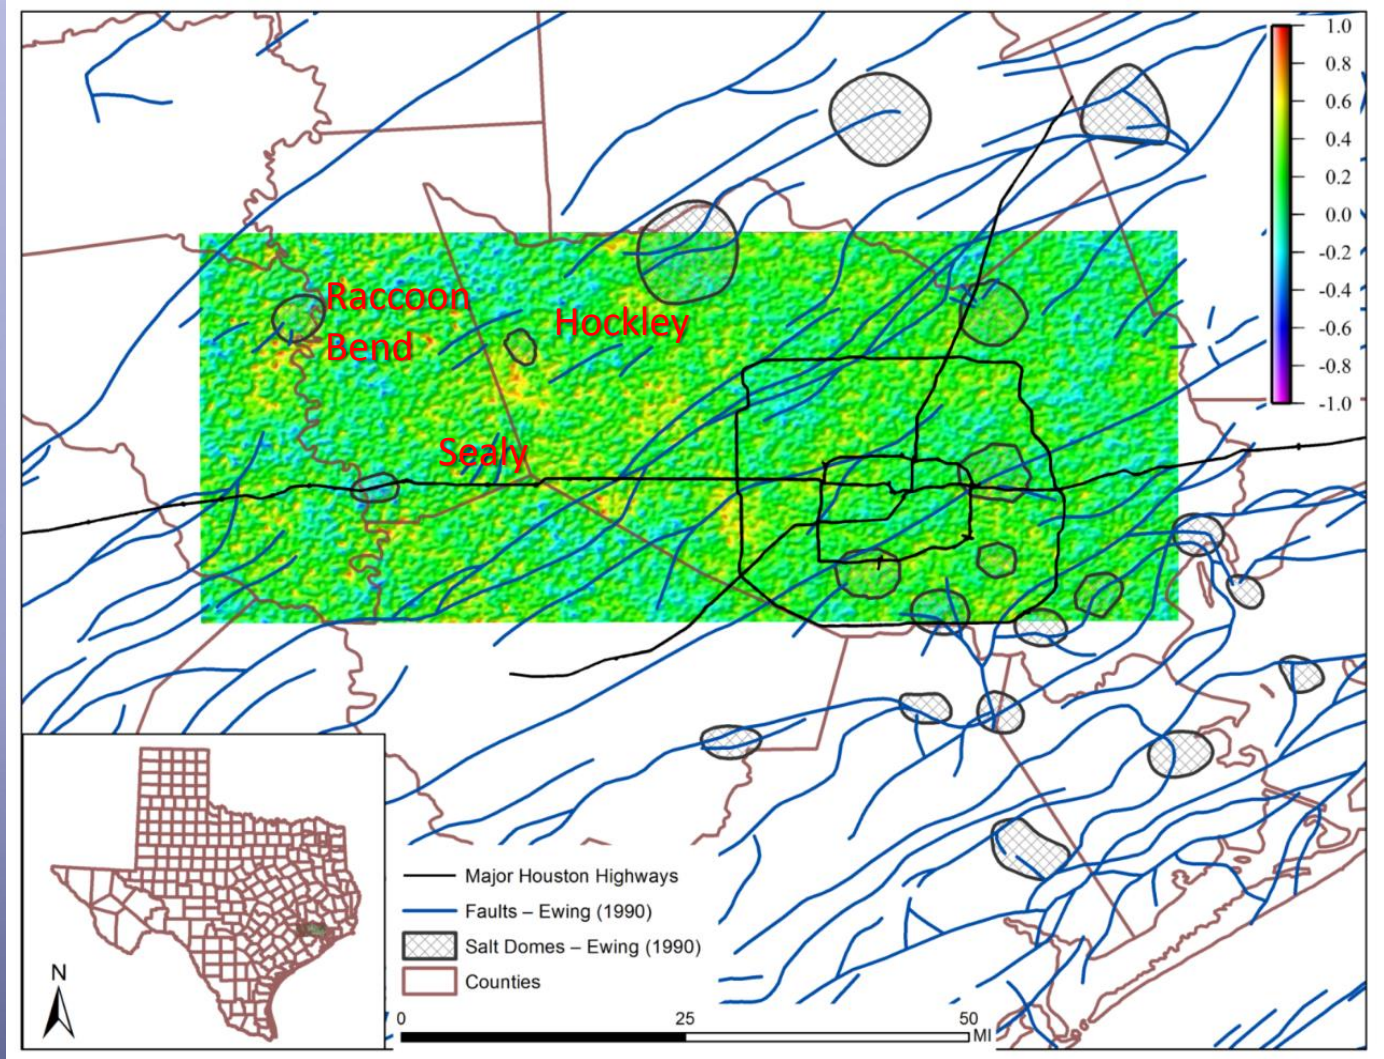 1.0
0.8
0.6
0.4
0.2
0.0
-0.2
-0.4
-0.6
-0.8
-1.0
Raccoon
Bend
Hockley
Sealy
Major Houston Highways
Faults – Ewing (1990)
Salt Domes – Ewing (1990)
Counties
N
0 25 50
MI